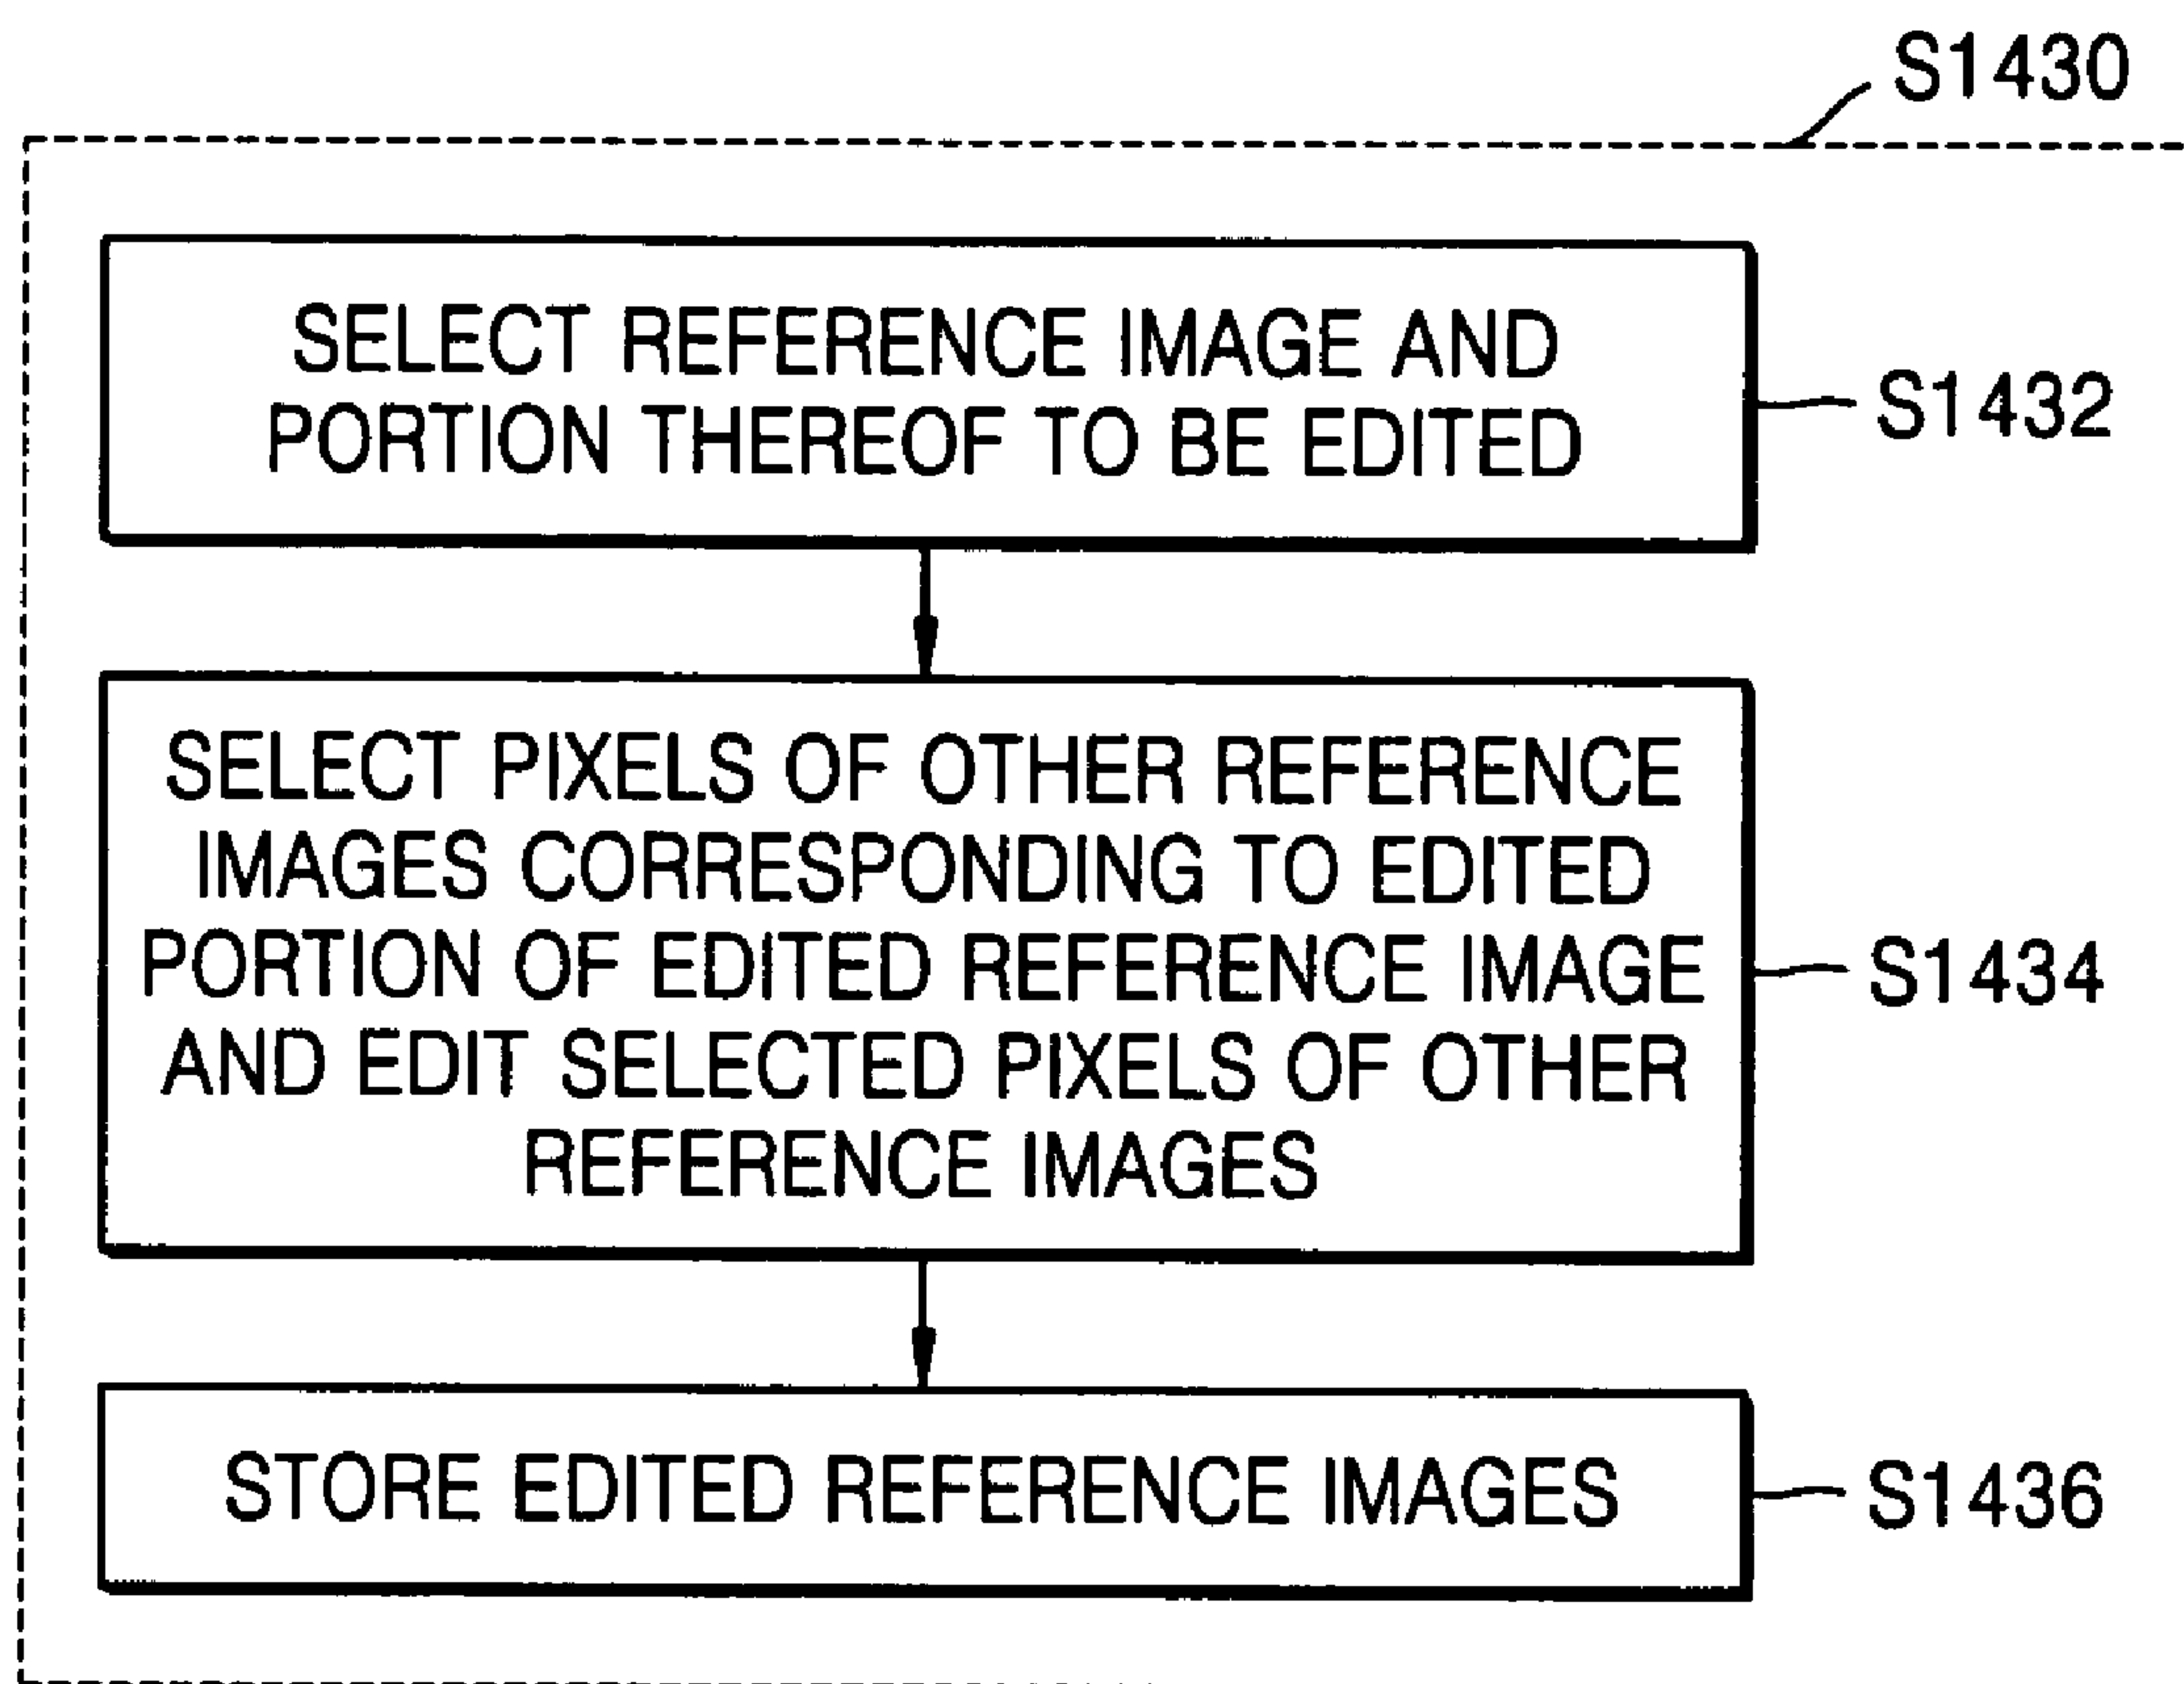 S1430
SELECT REFERENCE IMAGE AND
PORTION THEREOF TO BE EDITED
S1432
SELECT PIXELS OF OTHER REFERENCE
IMAGES CORRESPONDING TO EDITED
PORTION OF EDITED REFERENCE IMAGE
AND EDIT SELECTED PIXELS OF OTHER
REFERENCE IMAGES
S1434
STORE EDITED REFERENCE IMAGES
S1436